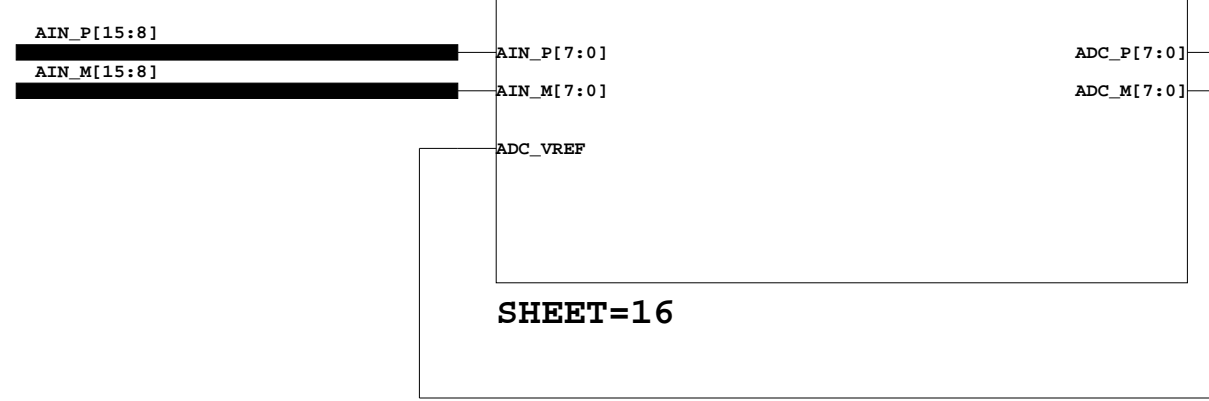 AIN_P[15:8]
AIN_P[7:0]
ADC_P[7:0]
AIN_M[15:8]
AIN_M[7:0]
ADC_M[7:0]
ADC_VREF
SHEET=16